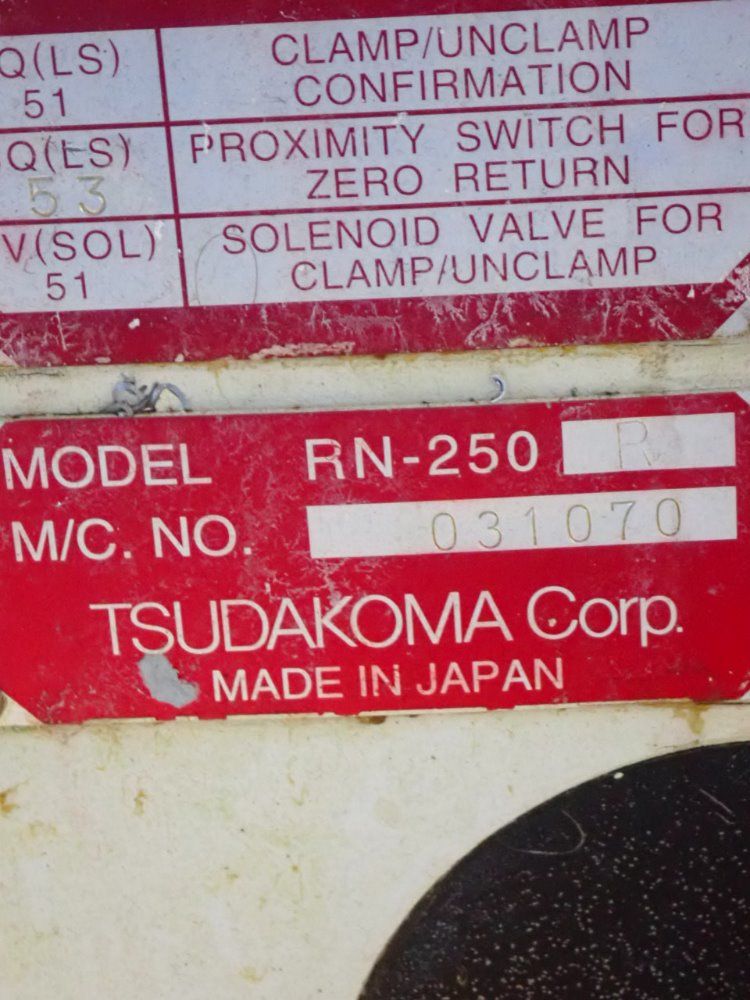 Q(LS) CLAMP/UNCLAMP
51 CONFIRMATION
Q(LS) PROXIMITY SWITCH FOR
53 ZERO RETURN
V(SOL) SOLENOID VALVE FOR
51 CLAMP/UNCLAMP
MODEL RN-250 R
M/C. NO. 031070
TSUDAKOMA Corp.
MADE IN JAPAN